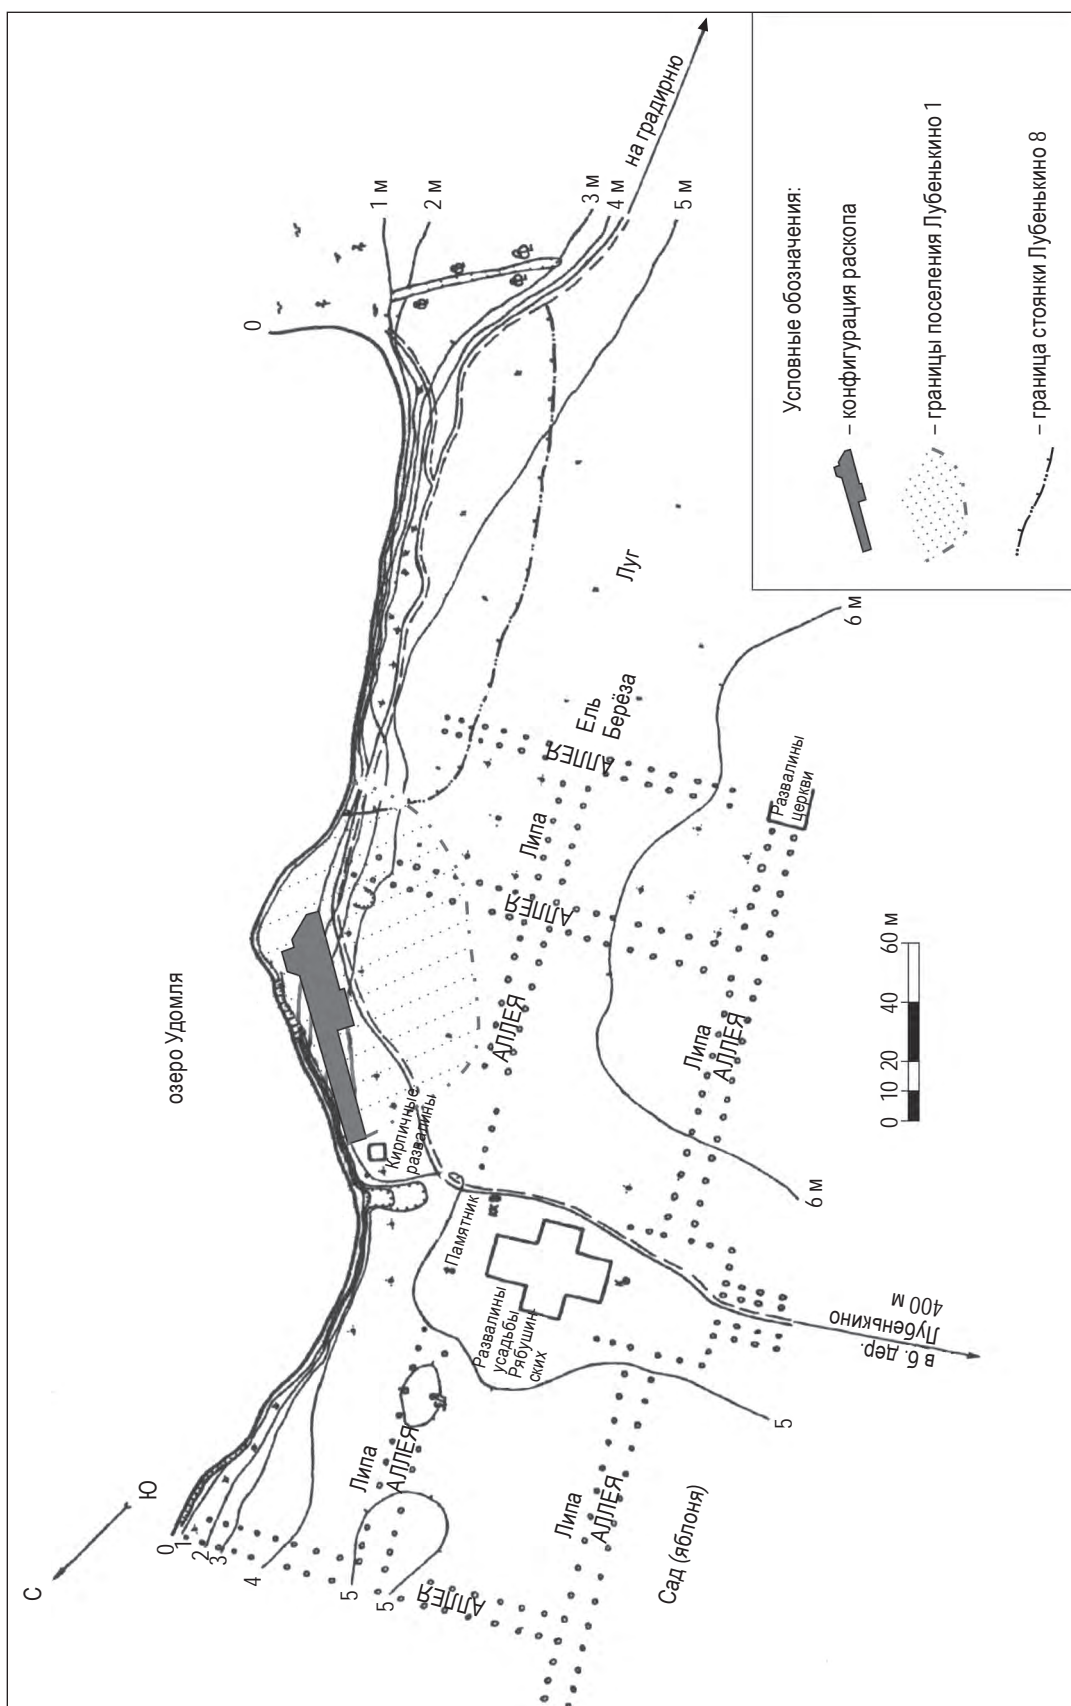 С
Ю
озеро Удомля
0
1
2
3
4
5
5
0
1 м
2 м
3 м
4 м
5 м
на градирню
Липа
АЛЛЕЯ
АЛЛЕЯ
Липа
АЛЛЕЯ
Сад (яблоня)
5
Развалины
усадьбы
Рябушин-
ских
Памятник
Кирпичные
развалины
в б. дер.
Лубенькино
400 м
АЛЛЕЯ
Липа
АЛЛЕЯ
АЛЛЕЯ
Ель
Берёза
Луг
Липа
АЛЛЕЯ
Развалины
церкви
6 м
6 м
0 10 20 40 60 м
Условные обозначения:
– конфигурация раскопа
– границы поселения Лубенькино 1
– граница стоянки Лубенькино 8